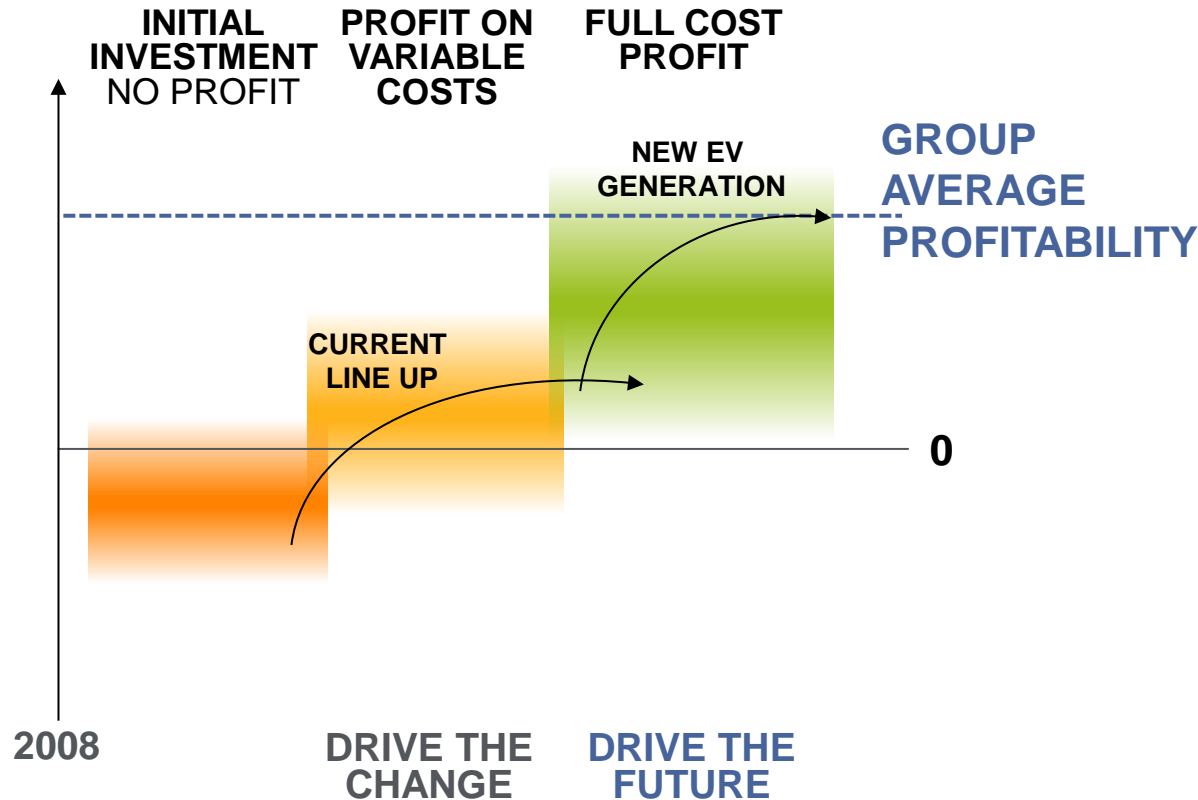 INITIAL
INVESTMENT
NO PROFIT
PROFIT ON
VARIABLE
COSTS
FULL COST
PROFIT
NEW EV
GENERATION
GROUP
AVERAGE
PROFITABILITY
CURRENT
LINE UP
0
2008
DRIVE THE
CHANGE
DRIVE THE
FUTURE